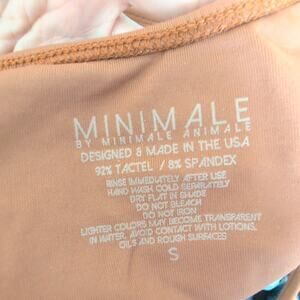 MINIMALE
BY MINIMALE ANIMALE
DESIGNED & MADE IN THE USA
92% TACTEL / 8% SPANDEX
RINSE IMMEDIATELY AFTER USE
HAND WASH COLD SEPARATELY
DRY FLAT IN SHADE
DO NOT BLEACH
DO NOT IRON
LIGHTER COLORS MAY BECOME TRANSPARENT
IN WATER. AVOID CONTACT WITH LOTIONS,
OILS AND ROUGH SURFACES
S